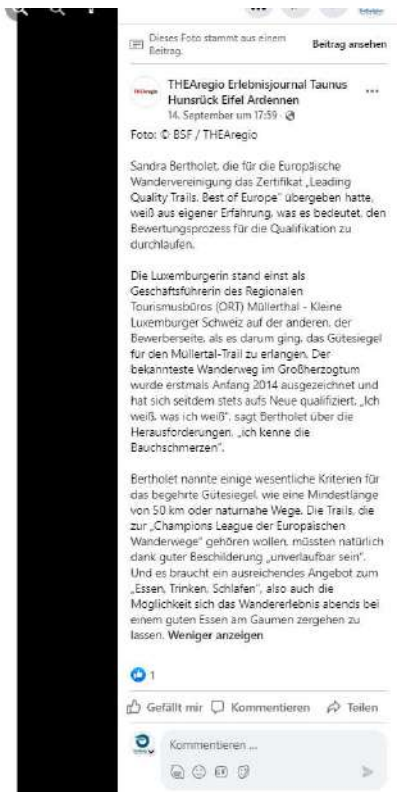 Dieses Foto stammt aus einem
Beitrag.
Beitrag ansehen
THEAregio Erlebnisjournal Taunus
Hunsrück Eifel Ardennen
14. September um 17:59 ·
Foto: © BSF / THEAregio
Sandra Bertholet, die für die Europäische
Wandervereinigung das Zertifikat „Leading
Quality Trails. Best of Europe" übergeben hatte,
weiß aus eigener Erfahrung, was es bedeutet, den
Bewertungsprozess für die Qualifikation zu
durchlaufen.
Die Luxemburgerin stand einst als
Geschäftsführerin des Regionalen
Tourismusbüros (ORT) Müllerthal - Kleine
Luxemburger Schweiz auf der anderen, der
Bewerberseite, als es darum ging, das Gütesiegel
für den Müllertal-Trail zu erlangen. Der
bekannteste Wanderweg im Großherzogtum
wurde erstmals Anfang 2014 ausgezeichnet und
hat sich seitdem stets aufs Neue qualifiziert. „Ich
weiß, was ich weiß", sagt Bertholet über die
Herausforderungen, „ich kenne die
Bauchschmerzen".
Bertholet nannte einige wesentliche Kriterien für
das begehrte Gütesiegel, wie eine Mindestlänge
von 50 km oder naturnahe Wege. Die Trails, die
zur „Champions League der Europäischen
Wanderwege" gehören wollen, müssten natürlich
dank guter Beschilderung „unverlaufbar sein".
Und es braucht ein ausreichendes Angebot zum
„Essen, Trinken, Schlafen", also auch die
Möglichkeit sich das Wandererlebnis abends bei
einem guten Essen am Gaumen zergehen zu
lassen. Weniger anzeigen
1
Gefällt mir Kommentieren Teilen
Kommentieren ...